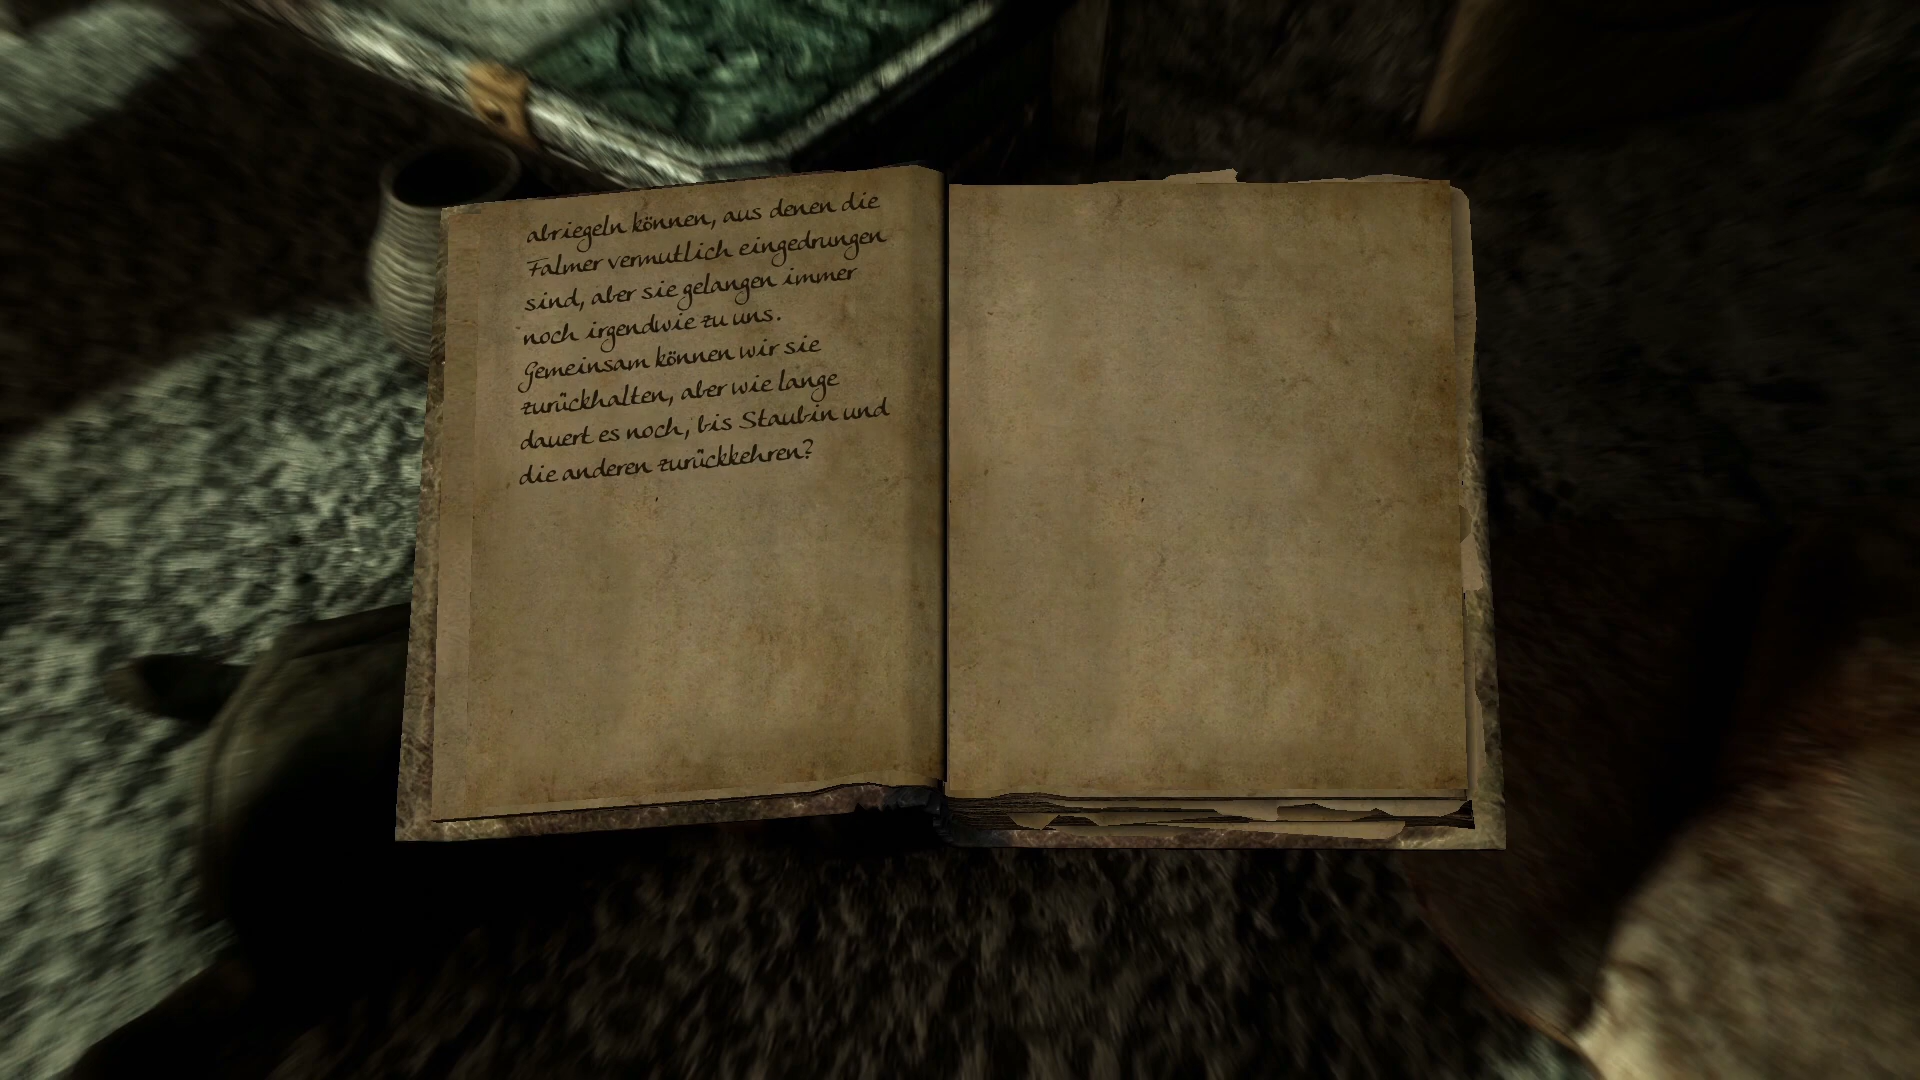 abriegeln können, aus denen die
Falmer vermutlich eingedrungen
sind, aber sie gelangen immer
noch irgendwie zu uns.
Gemeinsam können wir sie
zurückhalten, aber wie lange
dauert es noch, bis Staubin und
die anderen zurückkehren?